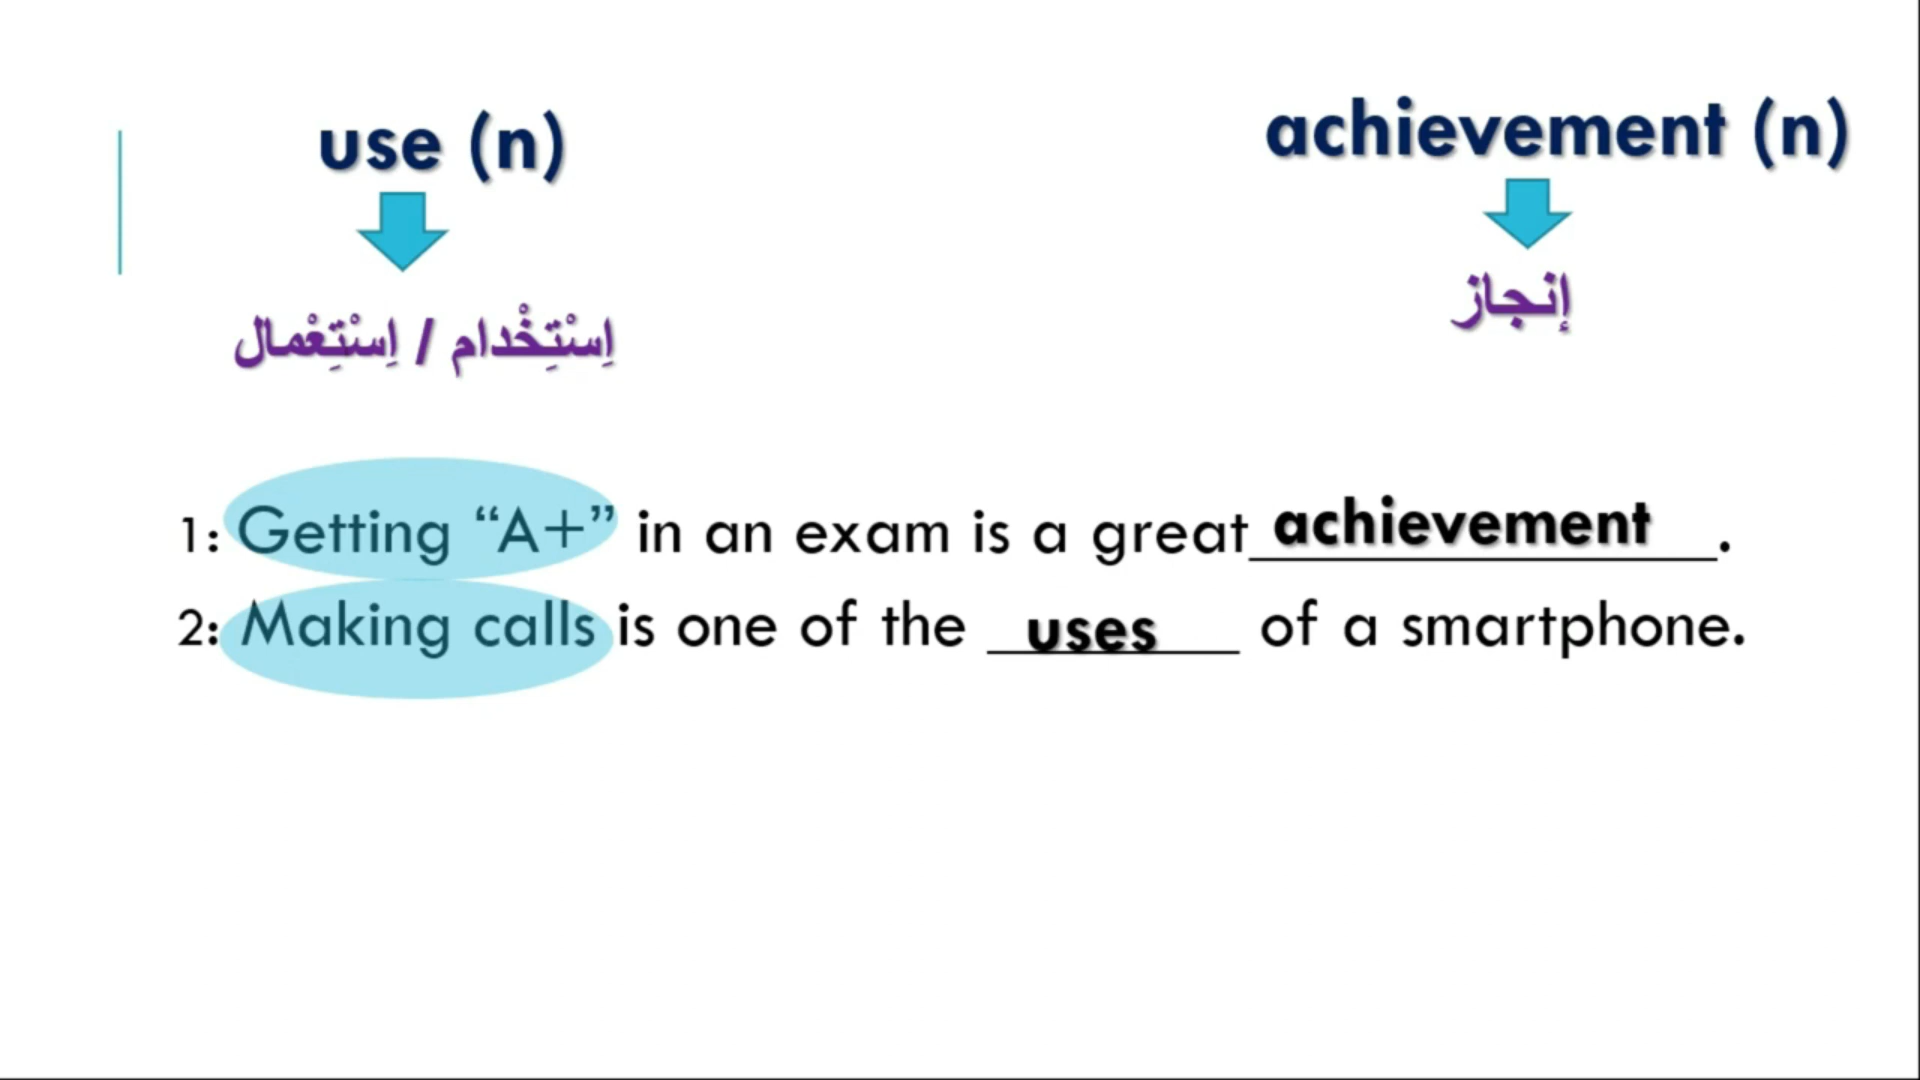 use (n)
achievement (n)
اِسْتِخْدام / اِسْتِعْمال
إنجاز
1: Getting “A+” in an exam is a great achievement.
2: Making calls is one of the uses of a smartphone.